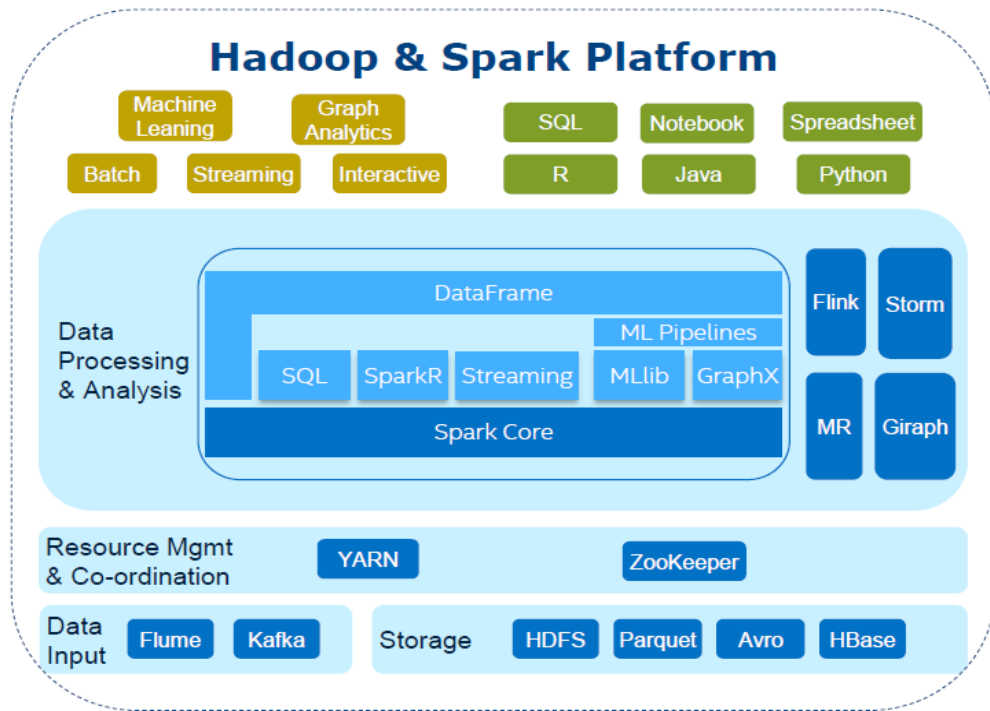 Hadoop & Spark Platform
Machine
Leaning
Graph
Analytics
SQL
Notebook
Spreadsheet
Batch
Streaming
Interactive
R
Java
Python
Data
Processing
& Analysis
DataFrame
ML Pipelines
SQL
SparkR
Streaming
MLlib
GraphX
Spark Core
Flink
Storm
MR
Giraph
Resource Mgmt
& Co-ordination
YARN
ZooKeeper
Data
Input
Flume
Kafka
Storage
HDFS
Parquet
Avro
HBase